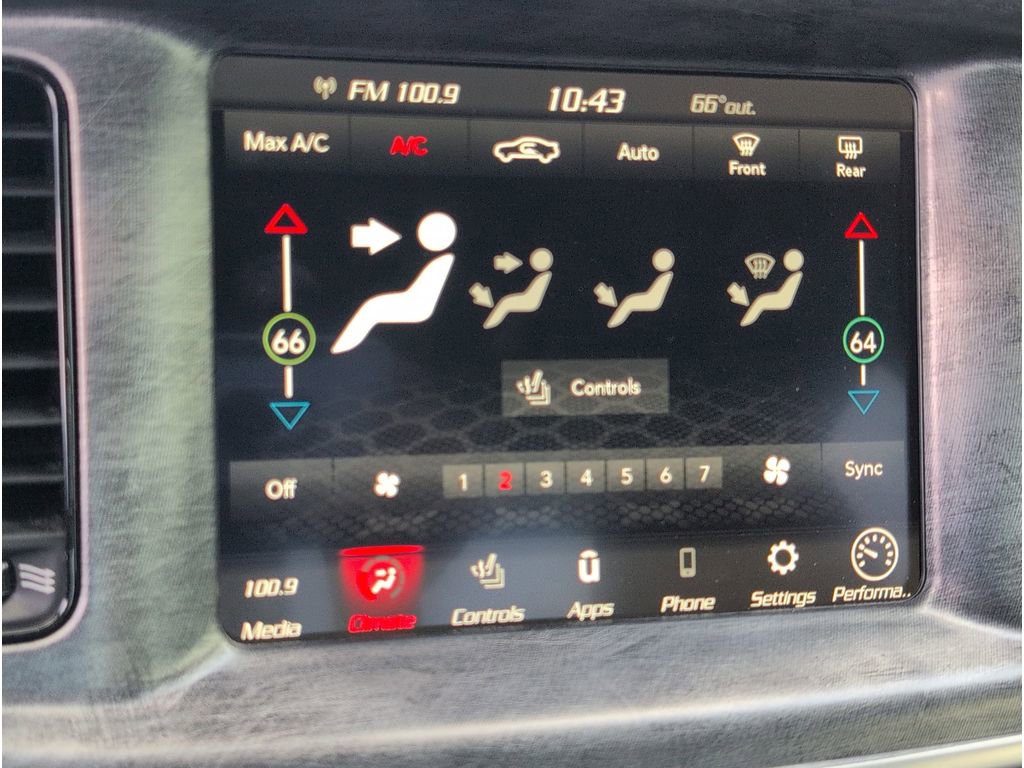 FM 100.9 10:43 66°out.
Max A/C A/C Auto Front Rear
66 64
Controls
Off 1 2 3 4 5 6 7 Sync
100.9
Media Climate Controls Apps Phone Settings Performa..